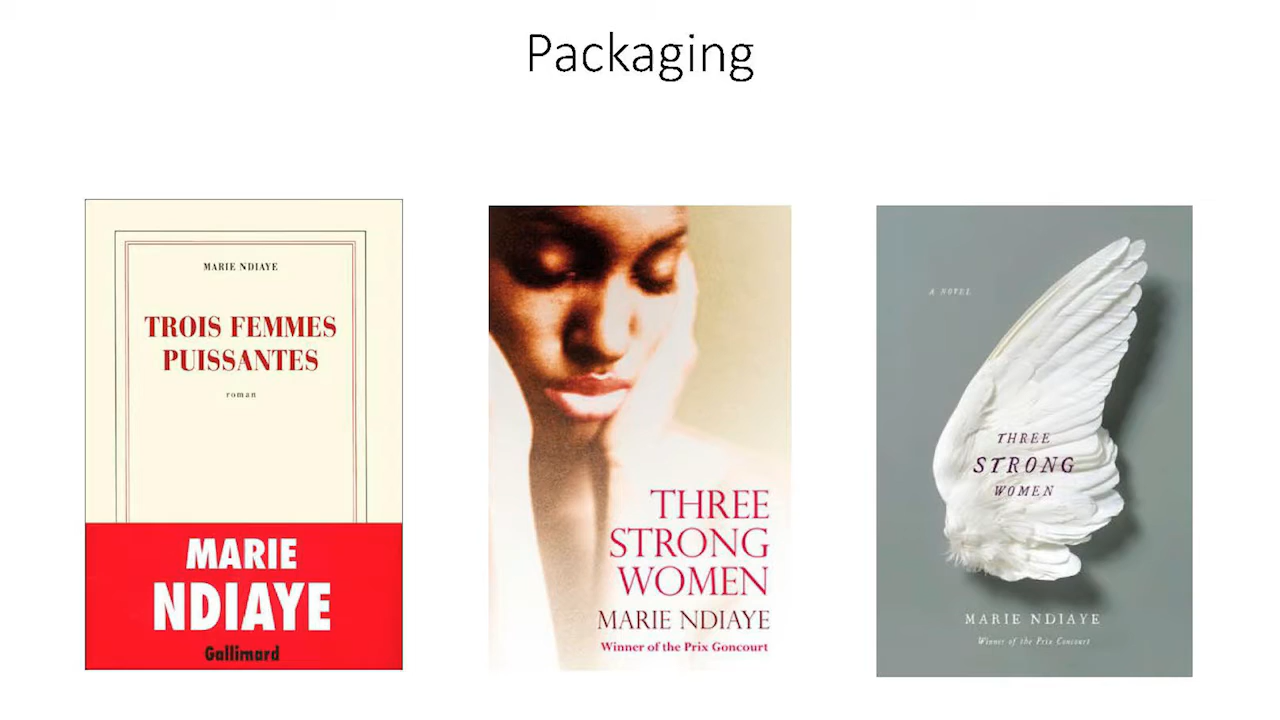 Packaging
MARIE NDIAYE
TROIS FEMMES
PUISSANTES
roman
MARIE
NDIAYE
Gallimard
THREE
STRONG
WOMEN
MARIE NDIAYE
Winner of the Prix Goncourt
A NOVEL
THREE
STRONG
WOMEN
MARIE NDIAYE
Winner of the Prix Goncourt